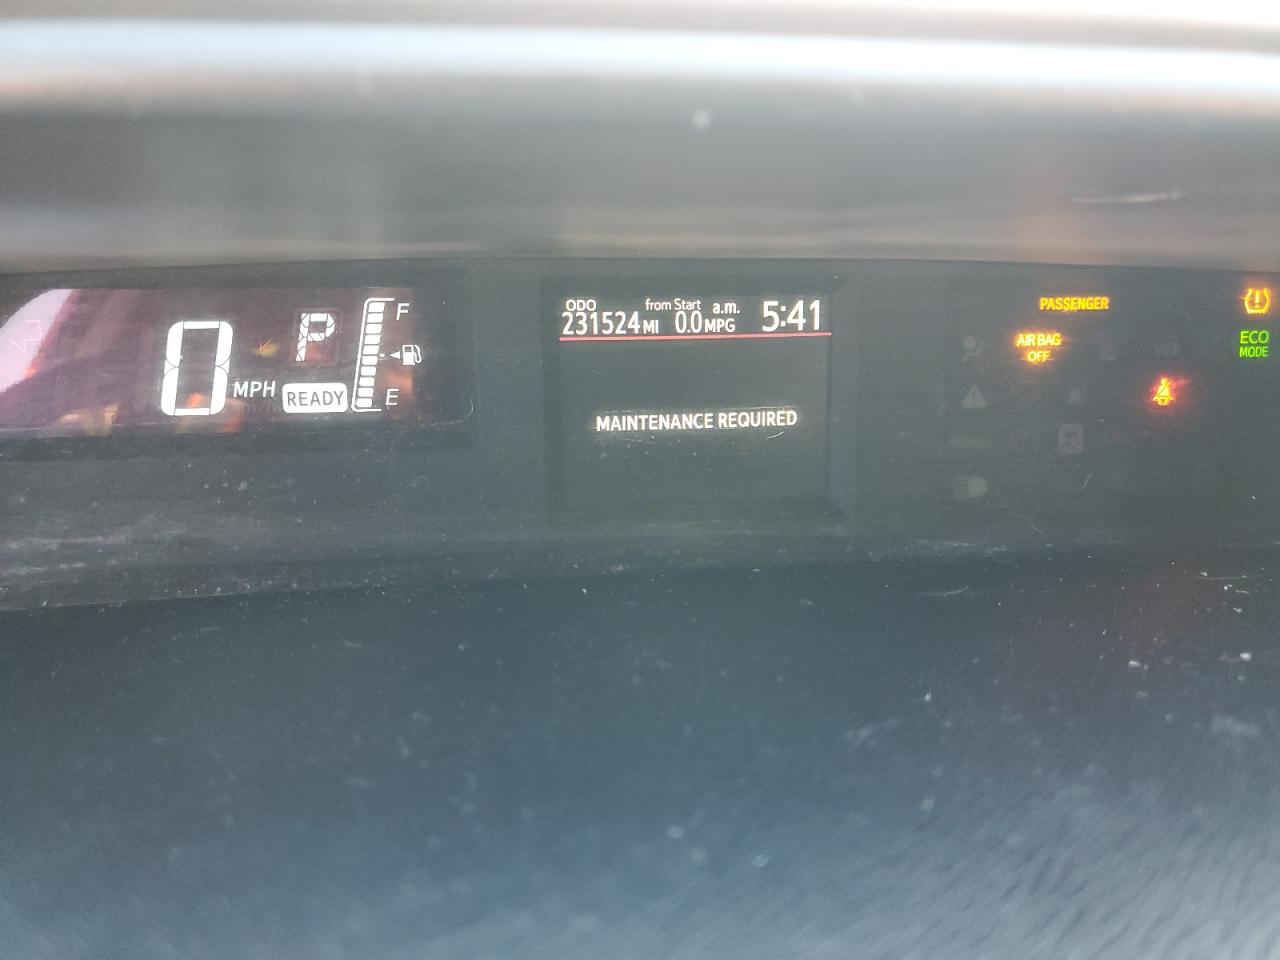 0 MPH
P
READY
F
E
ODO
231524 MI
from Start
0.0 MPG
a.m. 5:41
MAINTENANCE REQUIRED
PASSENGER
AIR BAG
OFF
ECO
MODE